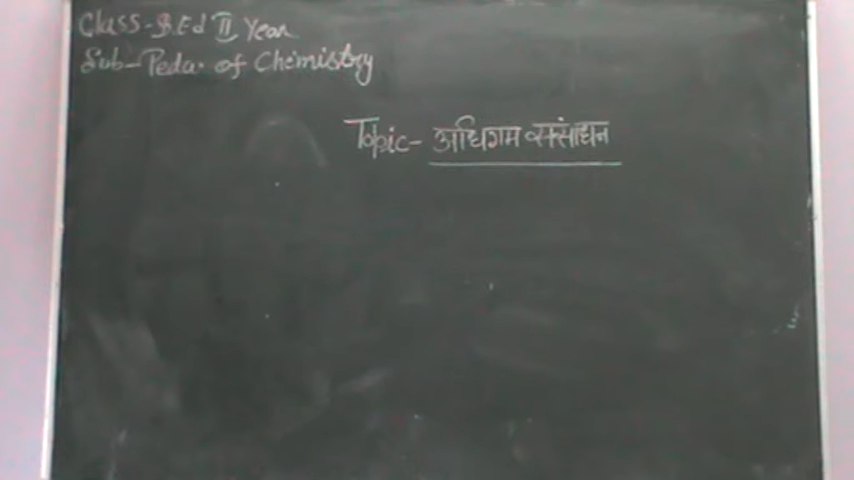 Class-B.Ed II Year
Sub-Peda. of Chemistry
Topic- अधिगम संसाधन